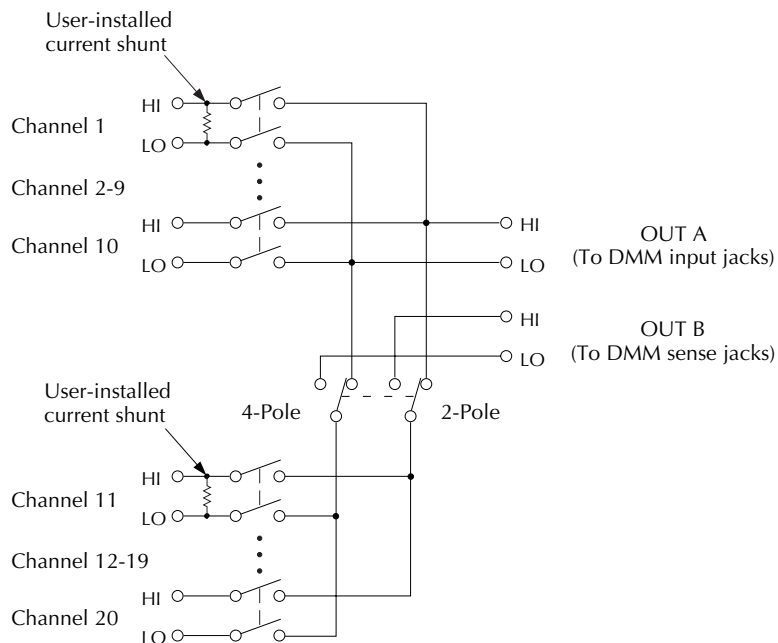 User-installed
current shunt
HI
Channel 1
LO
Channel 2-9
HI
Channel 10
LO
HI
OUT A
LO
(To DMM input jacks)
HI
OUT B
LO
(To DMM sense jacks)
User-installed
current shunt
4-Pole
2-Pole
HI
Channel 11
LO
Channel 12-19
HI
Channel 20
LO